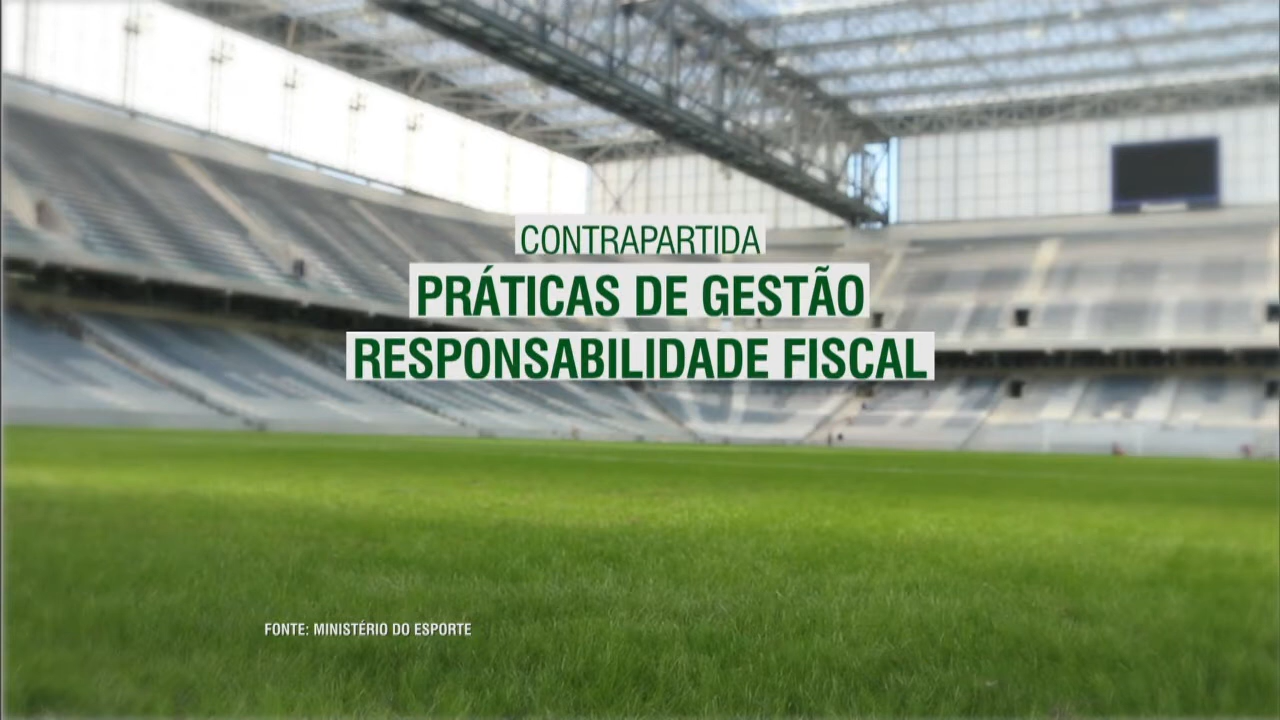 CONTRAPARTIDA
PRÁTICAS DE GESTÃO
RESPONSABILIDADE FISCAL
FONTE: MINISTÉRIO DO ESPORTE